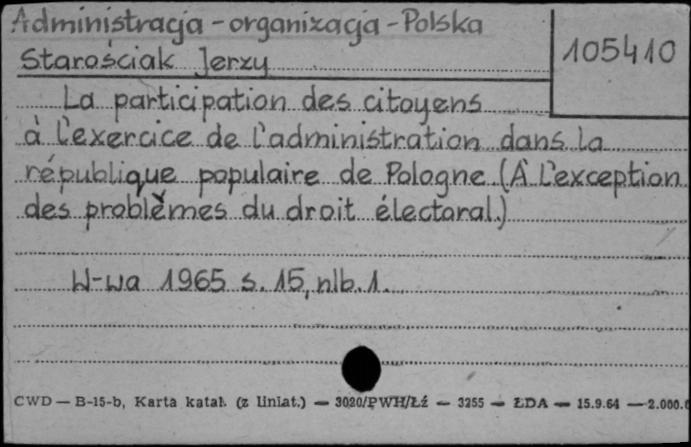 Administracja - organizacja - Polska
Starościak Jerzy
105410
La participation des citoyens
à l'exercice de l'administration dans la
république populaire de Pologne (À l'exception
des problèmes du droit électoral.)
W-wa 1965 s. 15, nlb. 1.
CWD — B-15-b, Karta katal. (z liniat.) — 3020/PWH/Łź — 3255 — ŁDA — 15.9.64 — 2.000.0